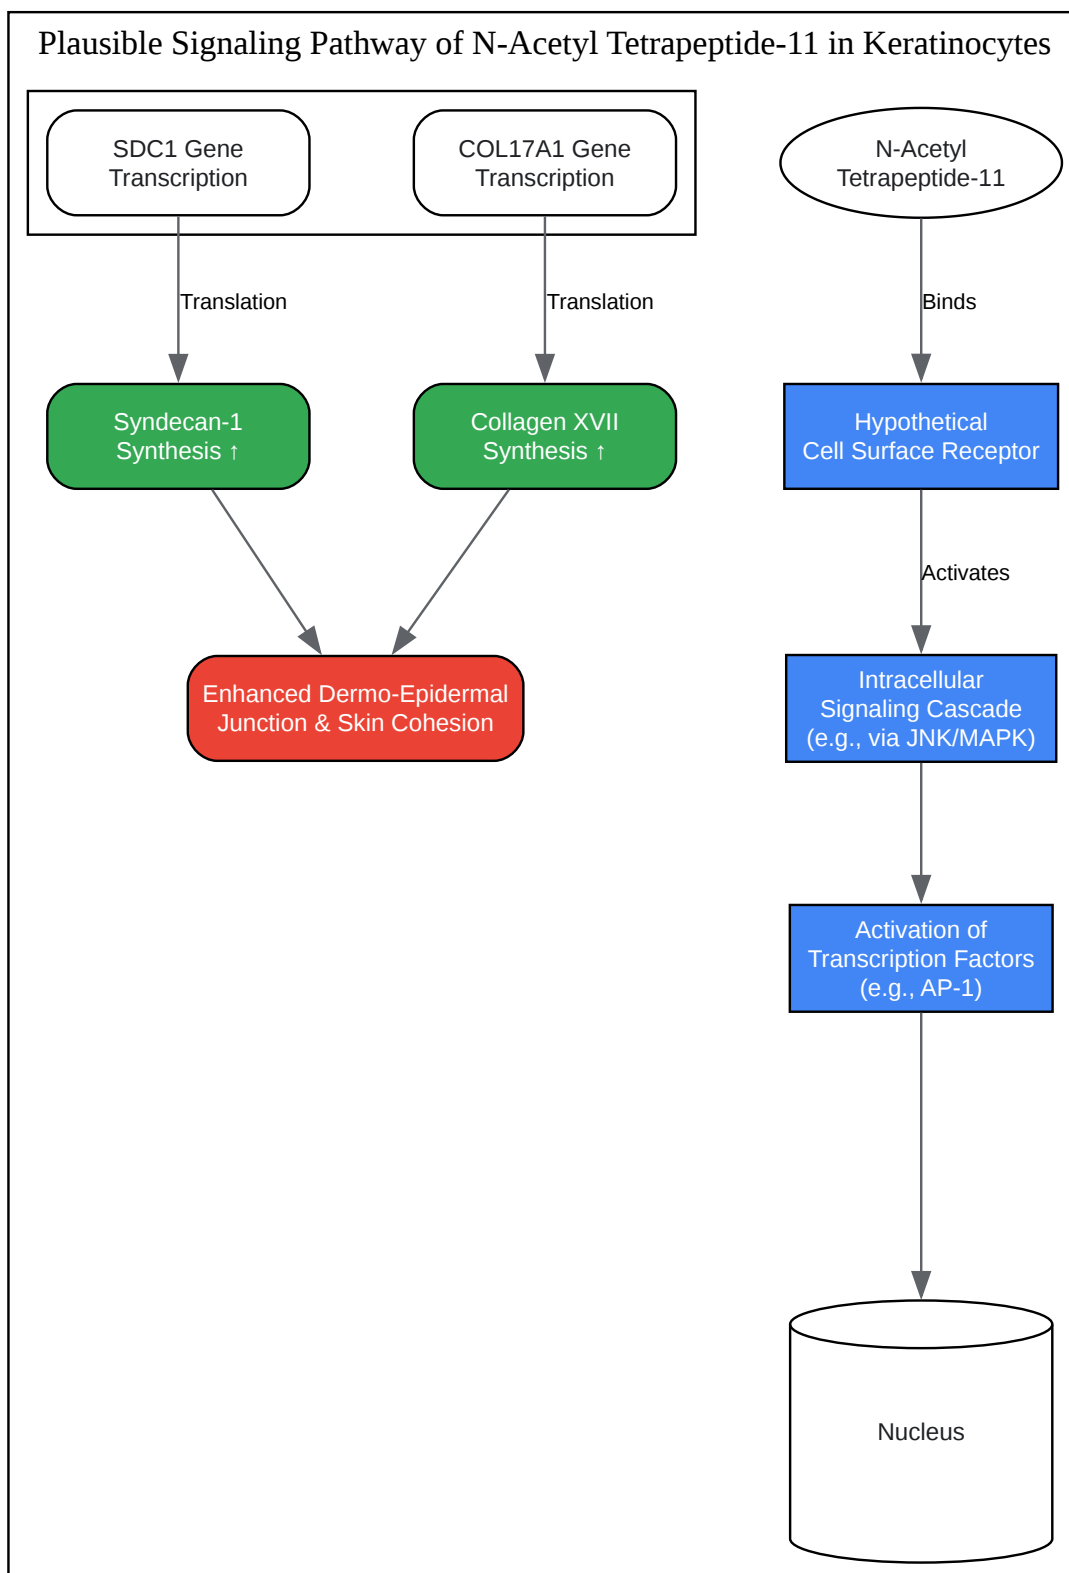 Plausible Signaling Pathway of N-Acetyl Tetrapeptide-11 in Keratinocytes
SDC1 Gene
Transcription
COL17A1 Gene
Transcription
N-Acetyl
Tetrapeptide-11
Translation
Translation
Binds
Syndecan-1
Synthesis ↑
Collagen XVII
Synthesis ↑
Hypothetical
Cell Surface Receptor
Activates
Enhanced Dermo-Epidermal
Junction & Skin Cohesion
Intracellular
Signaling Cascade
(e.g., via JNK/MAPK)
Activation of
Transcription Factors
(e.g., AP-1)
Nucleus